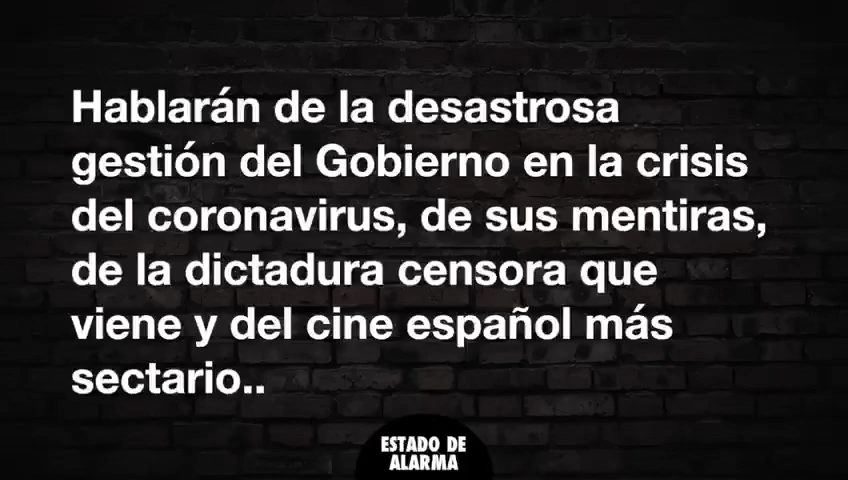 Hablarán de la desastrosa
gestión del Gobierno en la crisis
del coronavirus, de sus mentiras,
de la dictadura censora que
viene y del cine español más
sectario..
ESTADO DE
ALARMA